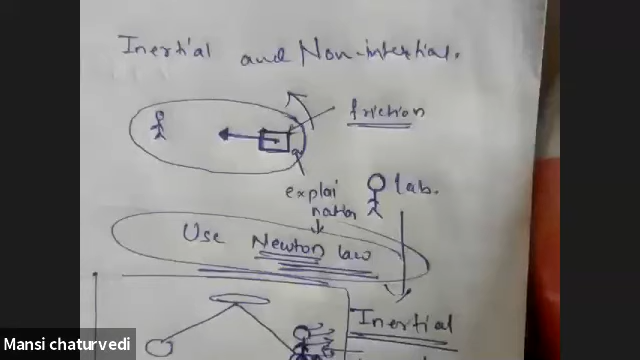 Inertial and Non-inertial.
friction
a
explai
nation
lab.
Use Newton law
Inertial
Mansi chaturvedi